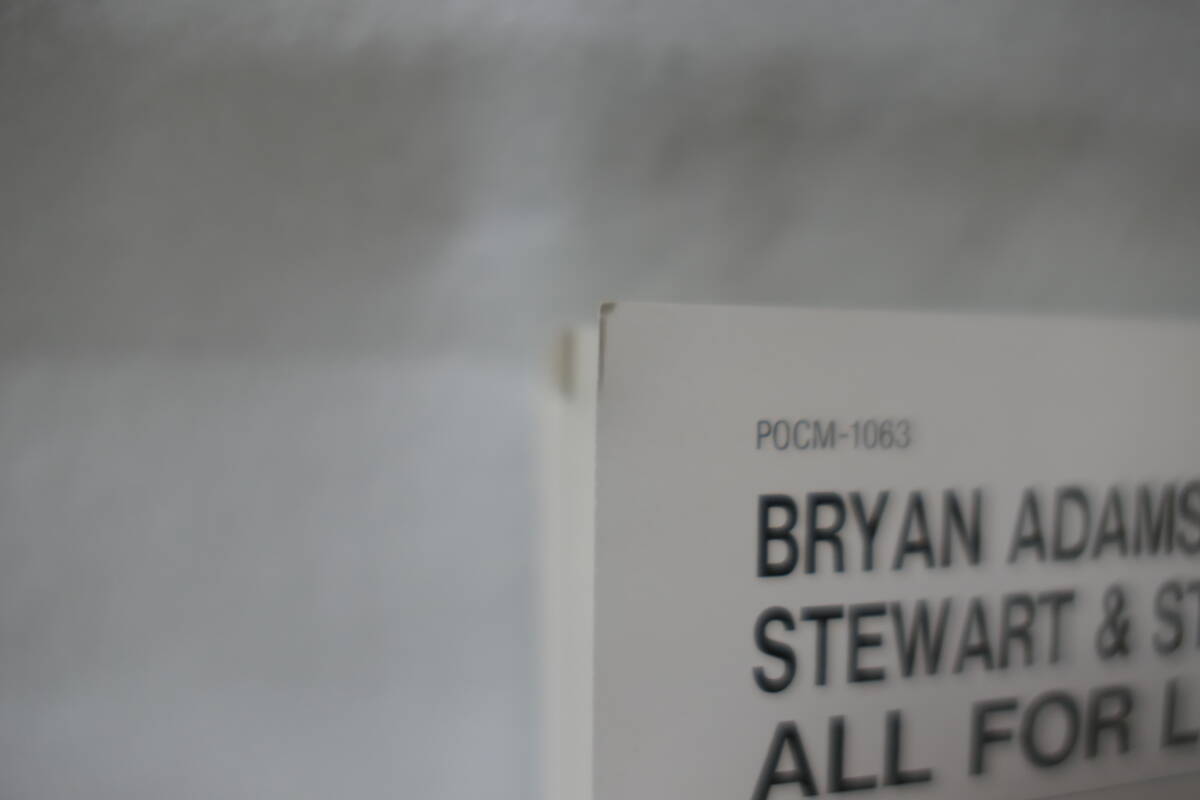 POCM-1063
BRYAN ADAMS
STEWART & ST
ALL FOR L